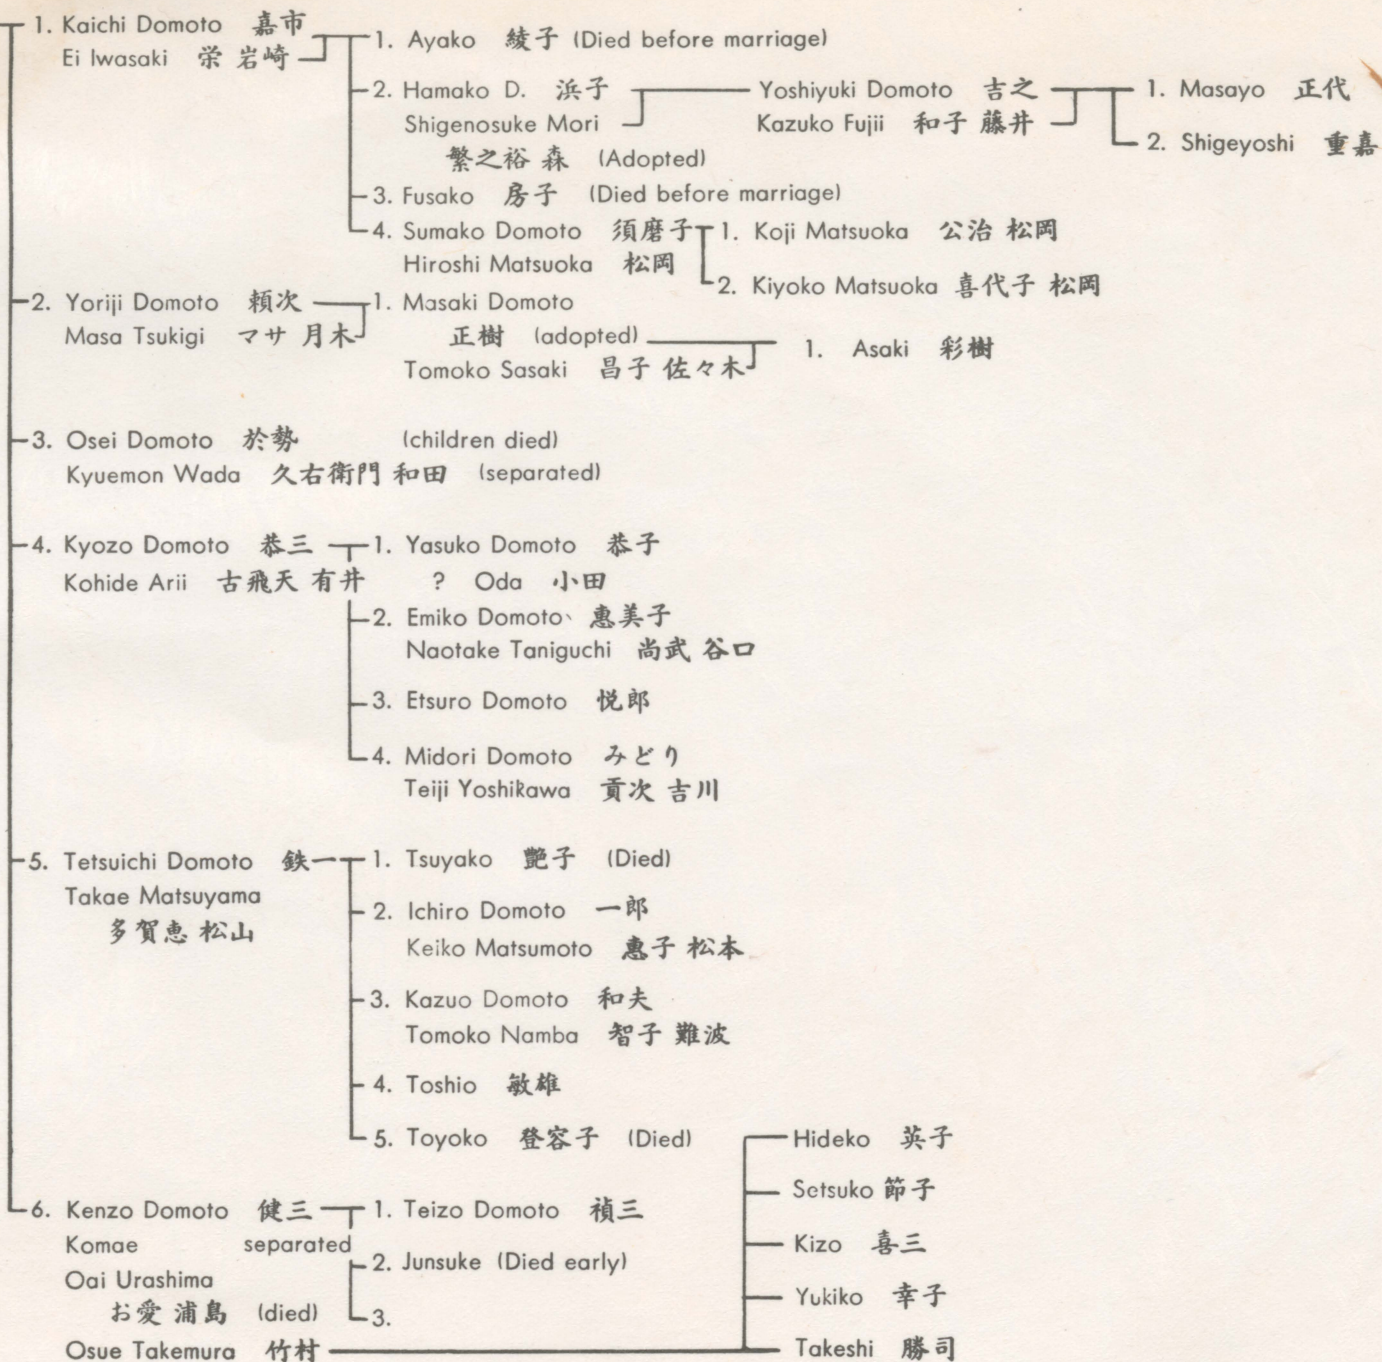 1. Kaichi Domoto 嘉市
Ei Iwasaki 栄 岩崎
1. Ayako 綾子 (Died before marriage)
2. Hamako D. 浜子
Shigenosuke Mori
繁之裕 森 (Adopted)
Yoshiyuki Domoto 吉之
Kazuko Fujii 和子 藤井
1. Masayo 正代
2. Shigeyoshi 重嘉
3. Fusako 房子 (Died before marriage)
4. Sumako Domoto 須磨子
Hiroshi Matsuoka 松岡
1. Koji Matsuoka 公治 松岡
2. Kiyoko Matsuoka 喜代子 松岡
2. Yoriji Domoto 頼次
Masa Tsukigi マサ 月木
1. Masaki Domoto
正樹 (adopted)
Tomoko Sasaki 昌子 佐々木
1. Asaki 彩樹
3. Osei Domoto 於勢 (children died)
Kyuemon Wada 久右衛門 和田 (separated)
4. Kyozo Domoto 恭三
Kohide Arii 古飛天 有井
1. Yasuko Domoto 恭子
? Oda 小田
2. Emiko Domoto 惠美子
Naotake Taniguchi 尚武 谷口
3. Etsuro Domoto 悦郎
4. Midori Domoto みどり
Teiji Yoshikawa 貢次 吉川
5. Tetsuichi Domoto 鉄一
Takae Matsuyama
多賀恵 松山
1. Tsuyako 艶子 (Died)
2. Ichiro Domoto 一郎
Keiko Matsumoto 惠子 松本
3. Kazuo Domoto 和夫
Tomoko Namba 智子 難波
4. Toshio 敏雄
5. Toyoko 登容子 (Died)
6. Kenzo Domoto 健三
Komae separated
Oai Urashima
お愛 浦島 (died)
Osue Takemura 竹村
1. Teizo Domoto 禎三
2. Junsuke (Died early)
3.
Hideko 英子
Setsuko 節子
Kizo 喜三
Yukiko 幸子
Takeshi 勝司